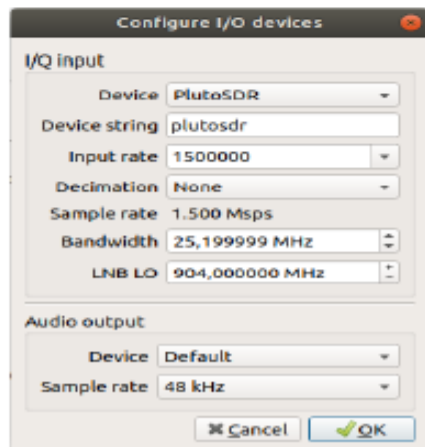 Configure I/O devices
I/Q input
Device PlutoSDR
Device string plutosdr
Input rate 1500000
Decimation None
Sample rate 1.500 Msps
Bandwidth 25,199999 MHz
LNB LO 904,000000 MHz
Audio output
Device Default
Sample rate 48 kHz
Cancel OK